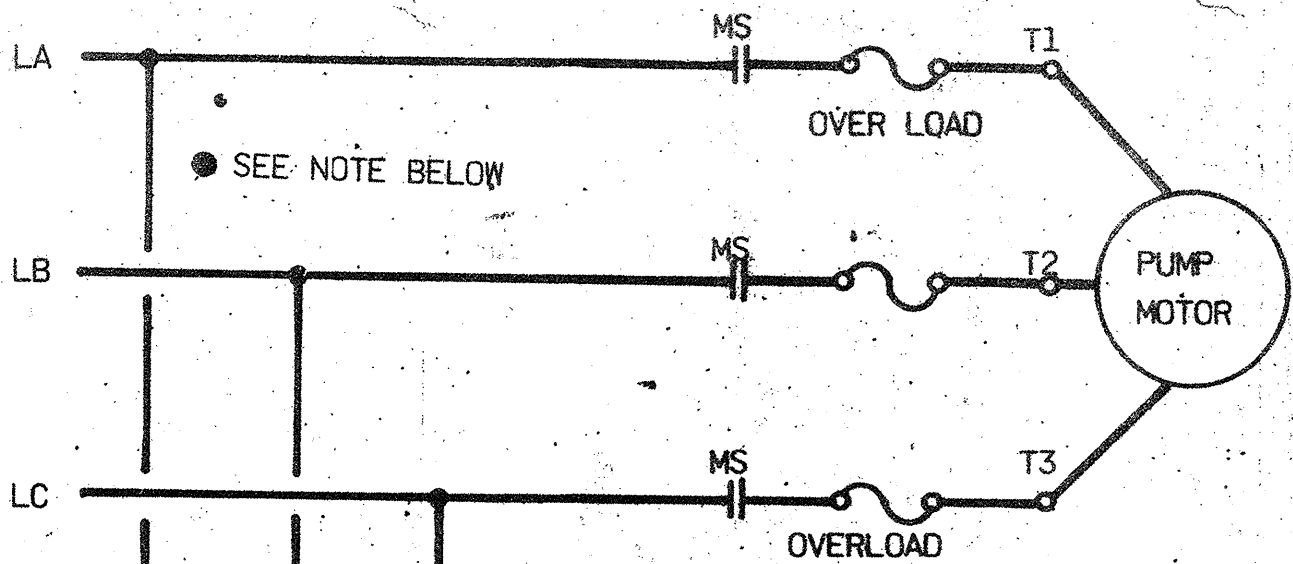 MS
LA
T1
OVER LOAD
SEE NOTE BELOW
MS
LB
T2
PUMP
MOTOR
MS
T3
LC
OVERLOAD